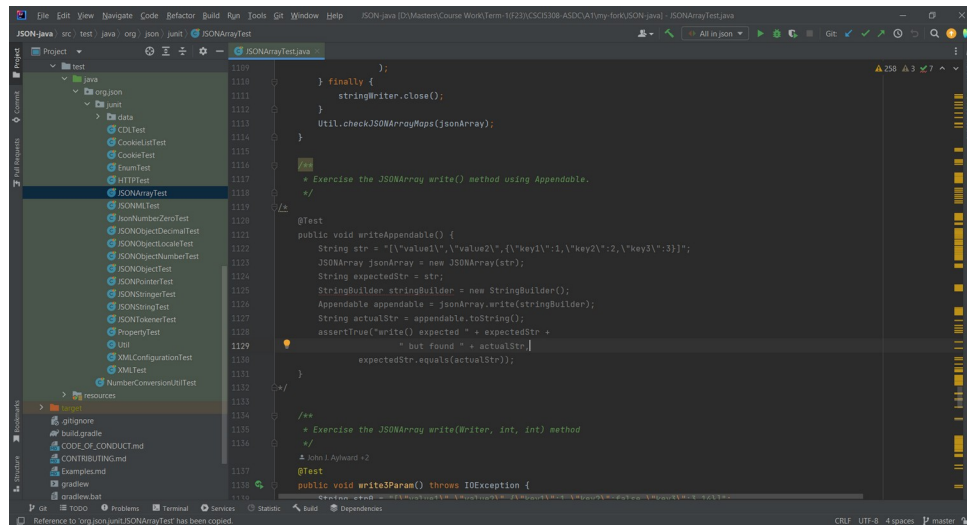 File Edit View Navigate Code Refactor Build Run Tools Git Window Help JSON-java [D:\Masters\Course Work\Term-1(F23)\CSCI5308-ASDC\A1\my-fork\JSON-java] - JSONArrayTest.java
JSON-java src test java org json junit JSONArrayTest
All in json
Git:
Project
JSONArrayTest.java
258 3 7
Project
Commit
Pull Requests
Bookmarks
Structure
test
java
org.json
junit
data
CDLTest
CookieListTest
CookieTest
EnumTest
HTTPTest
JSONArrayTest
JSONMLTest
JsonNumberZeroTest
JSONObjectDecimalTest
JSONObjectLocaleTest
JSONObjectNumberTest
JSONObjectTest
JSONPointerTest
JSONStringerTest
JSONStringTest
JSONTokenerTest
PropertyTest
Util
XMLConfigurationTest
XMLTest
NumberConversionUtilTest
resources
target
.gitignore
build.gradle
CODE_OF_CONDUCT.md
CONTRIBUTING.md
Examples.md
gradlew
gradlew.bat
1109 );
1110 } finally {
1111 stringWriter.close();
1112 }
1113 Util.checkJSONArrayMaps(jsonArray);
1114 }
1115
1116 /**
1117 * Exercise the JSONArray write() method using Appendable.
1118 */
1119 /*
1120 @Test
1121 public void writeAppendable() {
1122 String str = "[\"value1\",\"value2\",{\"key1\":1,\"key2\":2,\"key3\":3}]";
1123 JSONArray jsonArray = new JSONArray(str);
1124 String expectedStr = str;
1125 StringBuilder stringBuilder = new StringBuilder();
1126 Appendable appendable = jsonArray.write(stringBuilder);
1127 String actualStr = appendable.toString();
1128 assertTrue("write() expected " + expectedStr +
1129 " but found " + actualStr,
1130 expectedStr.equals(actualStr));
1131 }
1132 */
1133
1134 /**
1135 * Exercise the JSONArray write(Writer, int, int) method
1136 */
John J. Aylward +2
1137 @Test
1138 public void write3Param() throws IOException {
Git TODO Problems Terminal Services Statistic Build Dependencies
Reference to 'org.json.junit.JSONArrayTest' has been copied.
CRLF UTF-8 4 spaces master